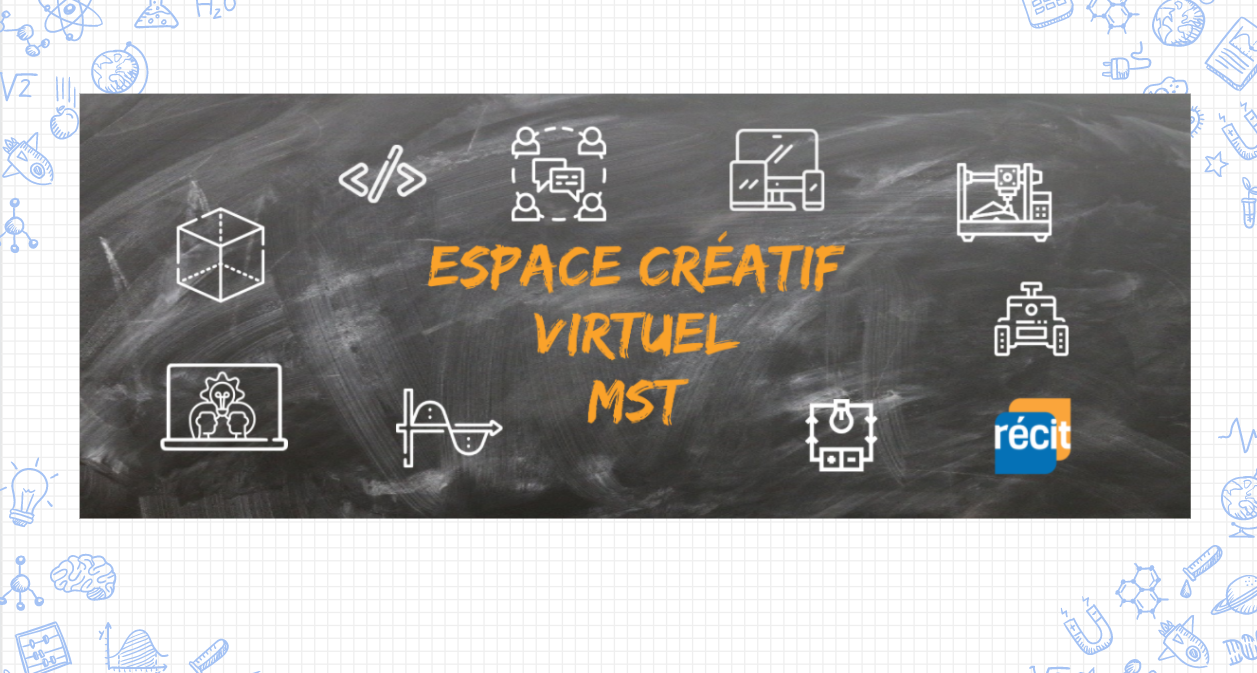 H₂O
√2
</>
ESPACE CRÉATIF
VIRTUEL
MST
récit
y